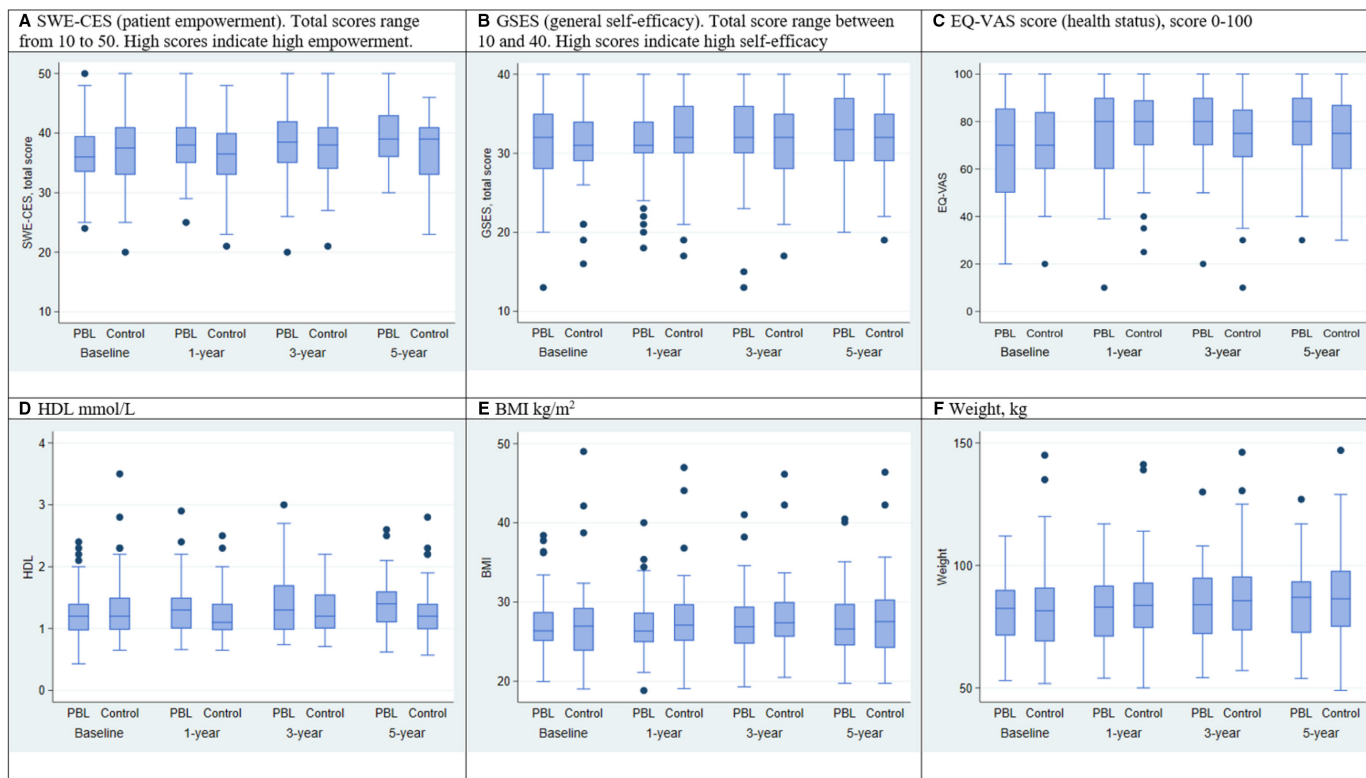 A SWE-CES (patient empowerment). Total scores range
from 10 to 50. High scores indicate high empowerment.
SWE-CES, total score
50
40
30
20
10
PBL Control PBL Control PBL Control PBL Control
Baseline 1-year 3-year 5-year
B GSES (general self-efficacy). Total score range between
10 and 40. High scores indicate high self-efficacy
GSES, total score
40
30
20
10
PBL Control PBL Control PBL Control PBL Control
Baseline 1-year 3-year 5-year
C EQ-VAS score (health status), score 0-100
EQ-VAS
100
80
60
40
20
0
PBL Control PBL Control PBL Control PBL Control
Baseline 1-year 3-year 5-year
D HDL mmol/L
HDL
4
3
2
1
0
PBL Control PBL Control PBL Control PBL Control
Baseline 1-year 3-year 5-year
E BMI kg/m²
BMI
50
40
30
20
PBL Control PBL Control PBL Control PBL Control
Baseline 1-year 3-year 5-year
F Weight, kg
Weight
150
100
50
PBL Control PBL Control PBL Control PBL Control
Baseline 1-year 3-year 5-year